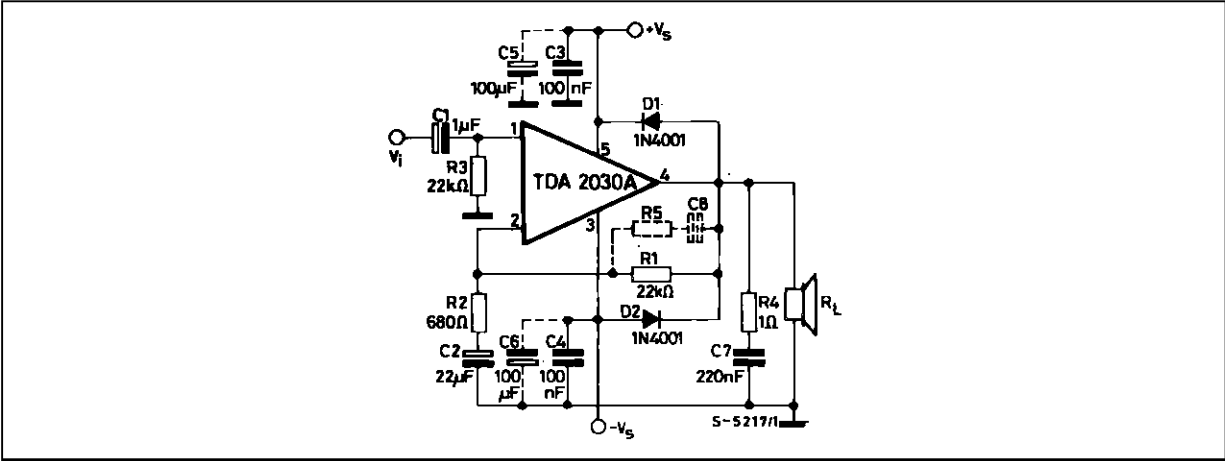 +Vs
C5
C3
100µF
100 nF
C1
1µF
D1
1N4001
Vi
1
5
R3
22kΩ
TDA 2030A
4
2
3
R5
C8
R1
22kΩ
R2
680Ω
D2
1N4001
R4
1Ω
RL
C2
22µF
C6
100
µF
C4
100
nF
C7
220nF
S-5217/1
-Vs